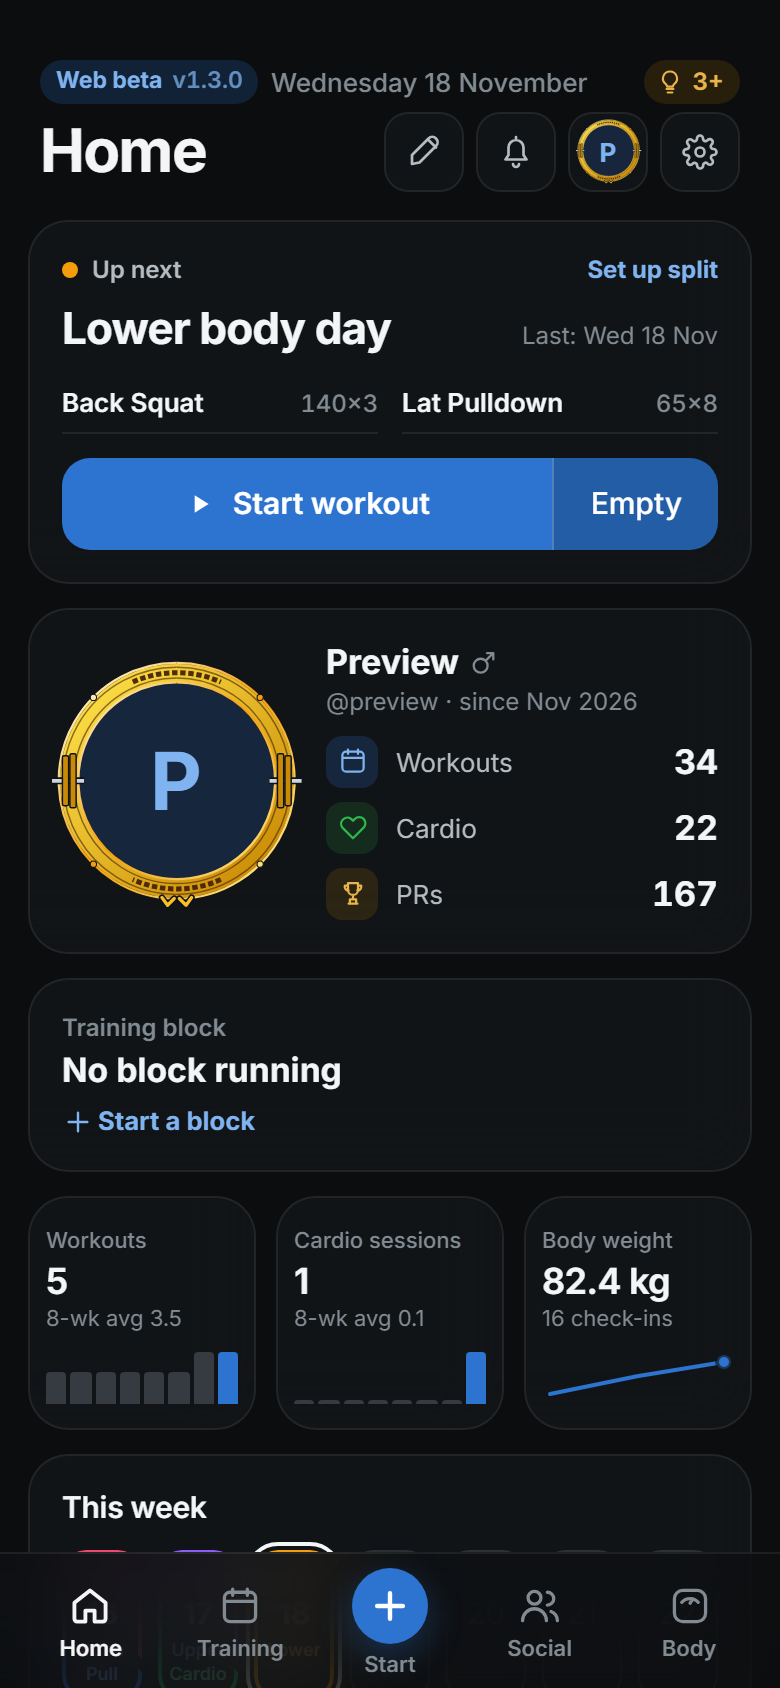 Web beta v1.3.0 Wednesday 18 November 3+
Home P
Up next Set up split
Lower body day Last: Wed 18 Nov
Back Squat 140×3 Lat Pulldown 65×8
Start workout Empty
P
Preview
@preview · since Nov 2026
Workouts 34
Cardio 22
PRs 167
Training block
No block running
Start a block
Workouts
5
8-wk avg 3.5
Cardio sessions
1
8-wk avg 0.1
Body weight
82.4 kg
16 check-ins
This week
17 18
Pull Cardio
Home Training Start Social Body